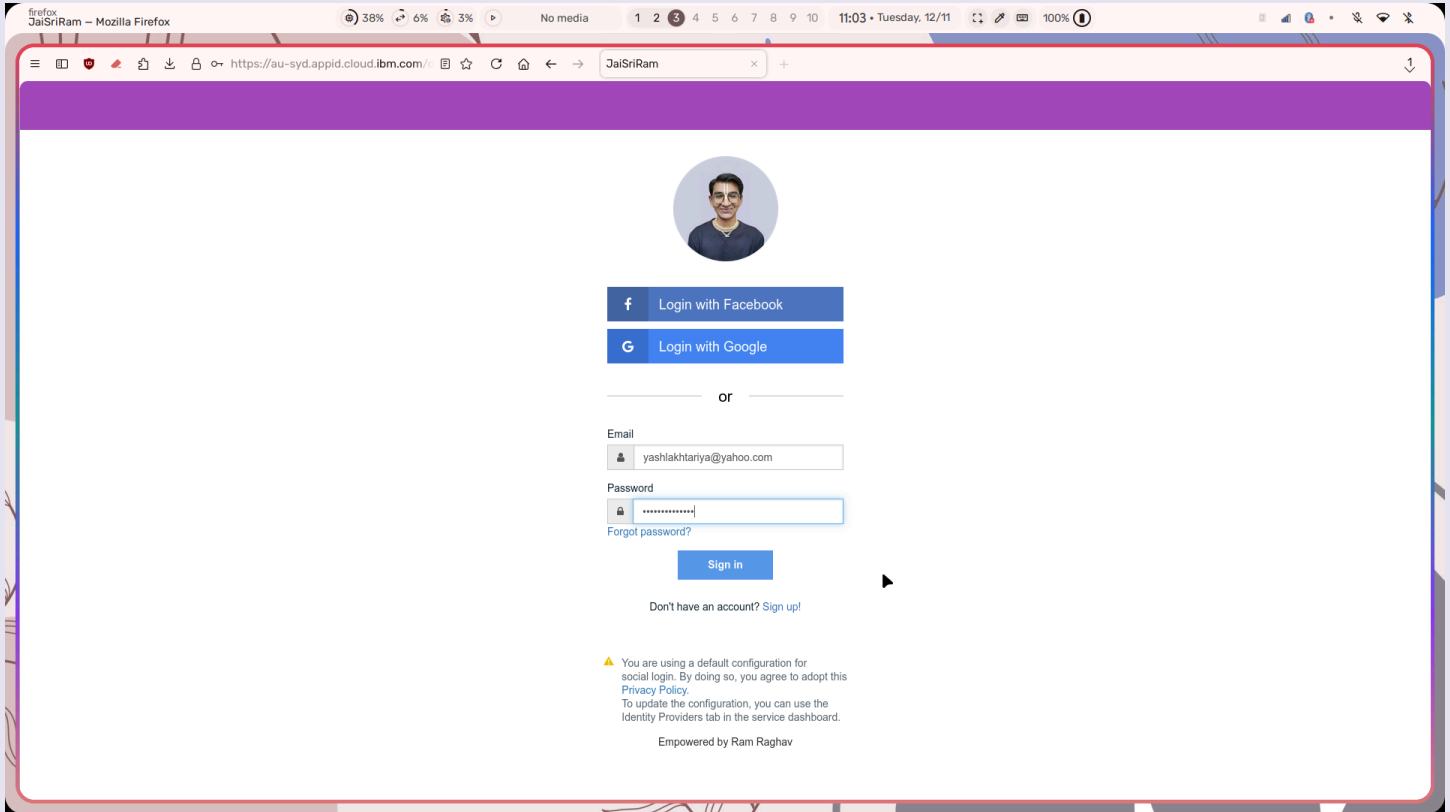 firefox
JaiSriRam — Mozilla Firefox
38% 6% 3% No media 1 2 3 4 5 6 7 8 9 10 11:03 • Tuesday, 12/11 100%
https://au-syd.appid.cloud.ibm.com/ JaiSriRam 1
f Login with Facebook
G Login with Google
or
Email
yashlakhtariya@yahoo.com
Password
••••••••••••••
Forgot password?
Sign in
Don't have an account? Sign up!
You are using a default configuration for
social login. By doing so, you agree to adopt this
Privacy Policy.
To update the configuration, you can use the
Identity Providers tab in the service dashboard.
Empowered by Ram Raghav